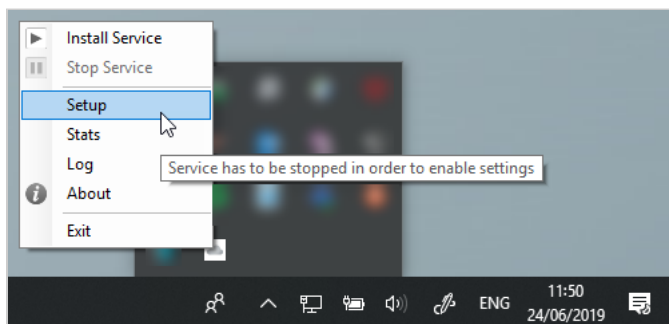 Install Service
Stop Service
Setup
Stats
Log
Service has to be stopped in order to enable settings
About
Exit
ENG
11:50
24/06/2019